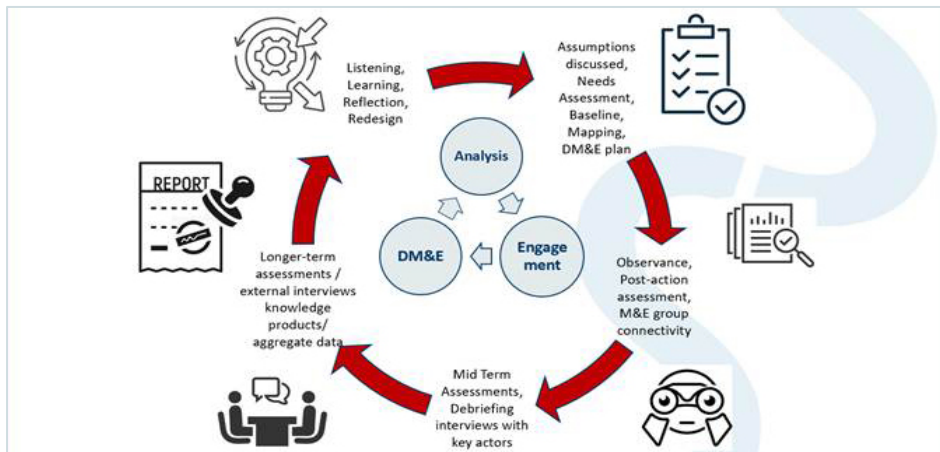 Listening,
Learning,
Reflection,
Redesign
Assumptions
discussed,
Needs
Assessment,
Baseline,
Mapping,
DM&E plan
Analysis
REPORT
DM&E
Engage
ment
Observance,
Post-action
assessment,
M&E group
connectivity
Longer-term
assessments /
external interviews
knowledge
products/
aggregate data
Mid Term
Assessments,
Debriefing
interviews with
key actors